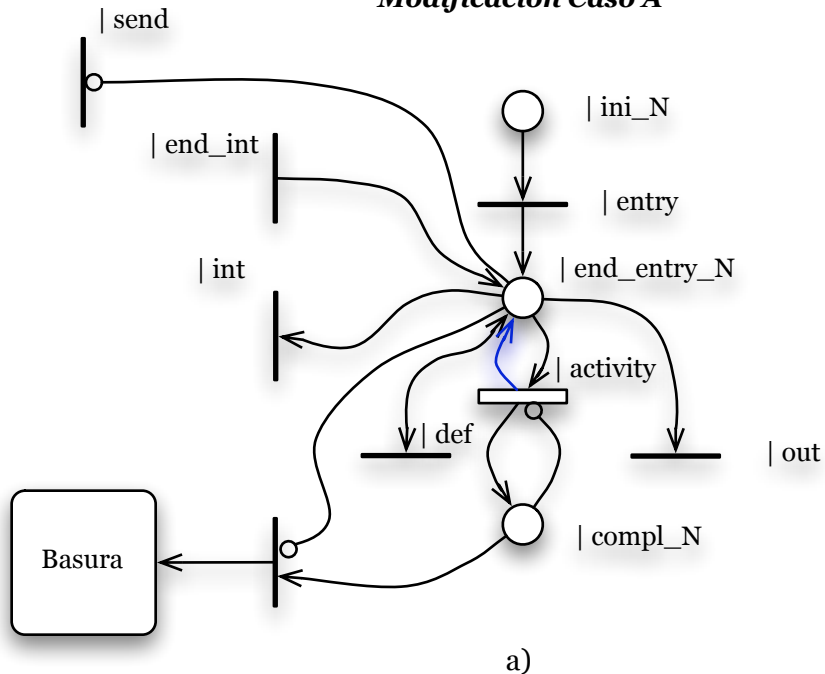 Modificación Caso A
| send
| ini_N
| end_int
| entry
| int
| end_entry_N
| activity
| def
| out
| compl_N
Basura
a)